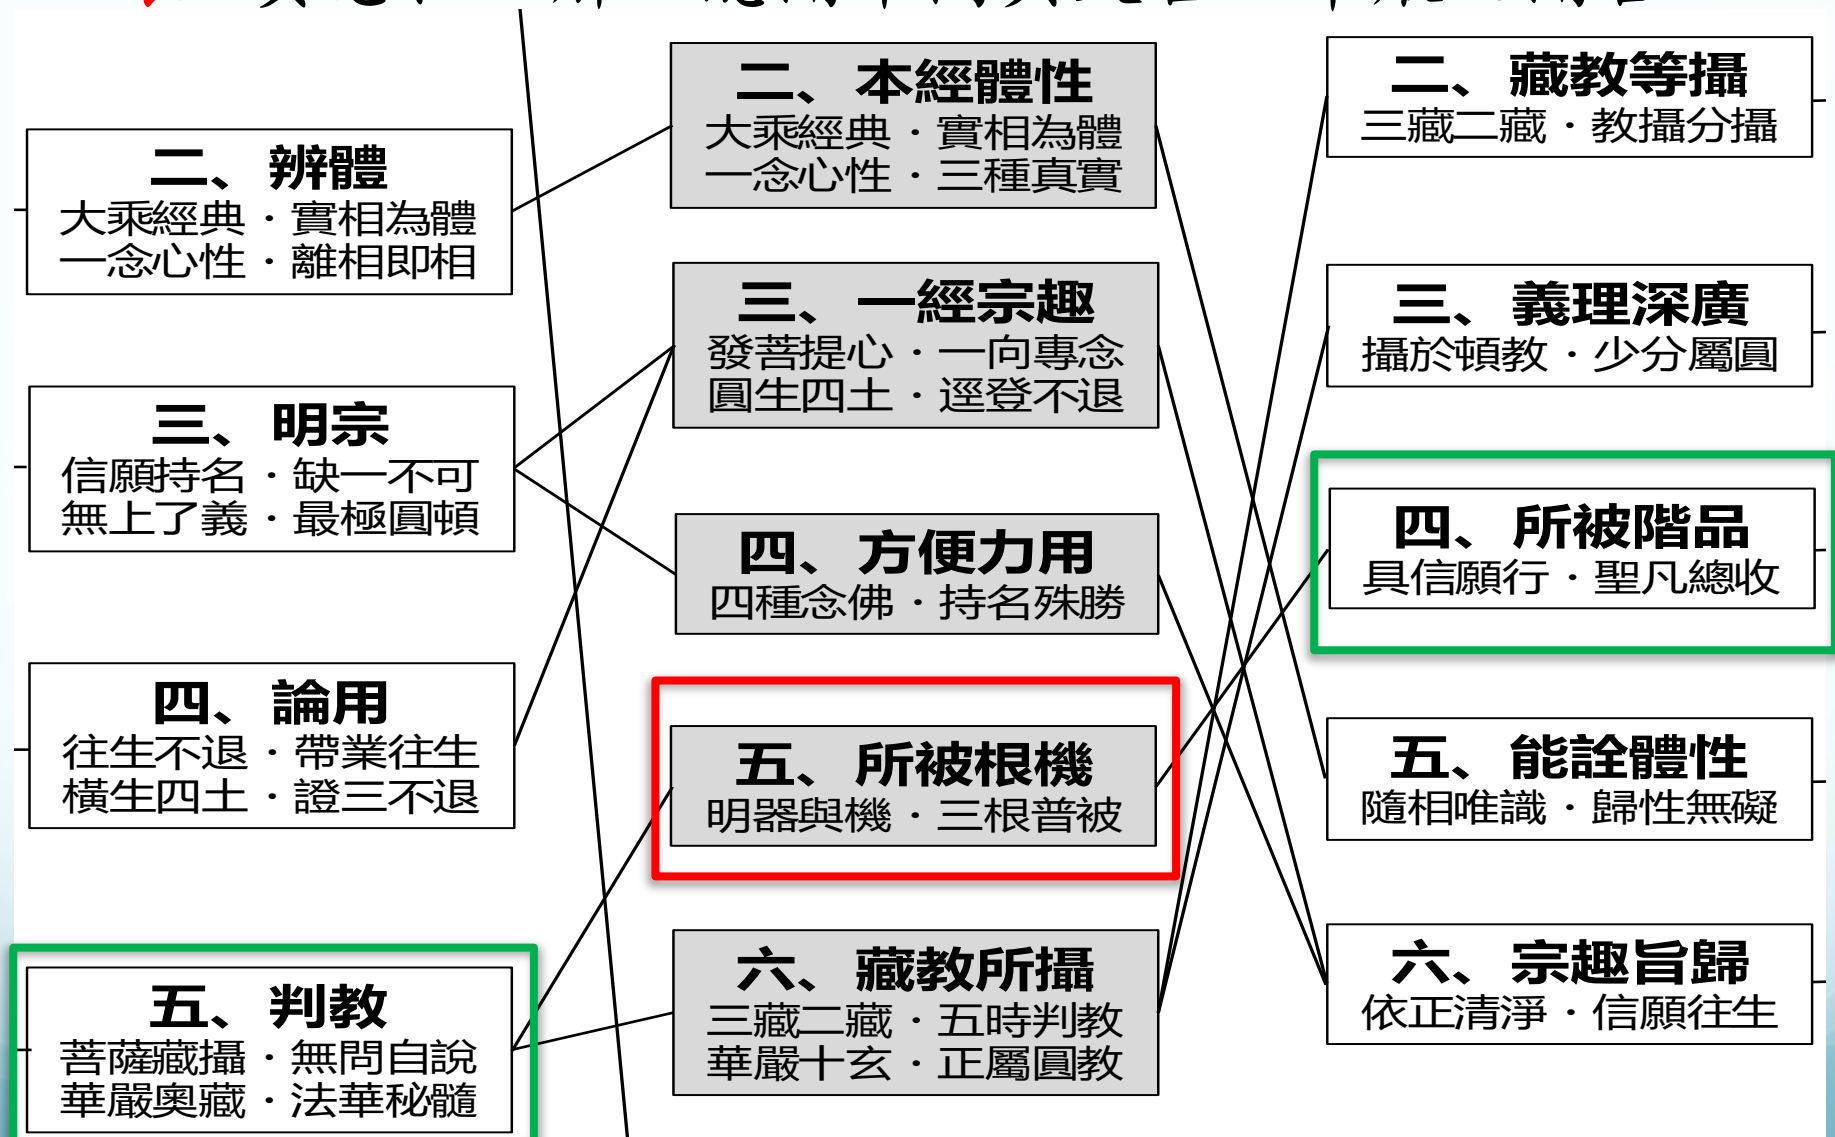 二、辨體
大乘經典．實相為體
一念心性．離相即相
三、明宗
信願持名．缺一不可
無上了義．最極圓頓
四、論用
往生不退．帶業往生
橫生四土．證三不退
五、判教
菩薩藏攝．無問自說
華嚴奧藏．法華秘髓
二、本經體性
大乘經典．實相為體
一念心性．三種真實
三、一經宗趣
發菩提心．一向專念
圓生四土．逕登不退
四、方便力用
四種念佛．持名殊勝
五、所被根機
明器與機．三根普被
六、藏教所攝
三藏二藏．五時判教
華嚴十玄．正屬圓教
二、藏教等攝
三藏二藏．教攝分攝
三、義理深廣
攝於頓教．少分屬圓
四、所被階品
具信願行．聖凡總收
五、能詮體性
隨相唯識．歸性無礙
六、宗趣旨歸
依正清淨．信願往生